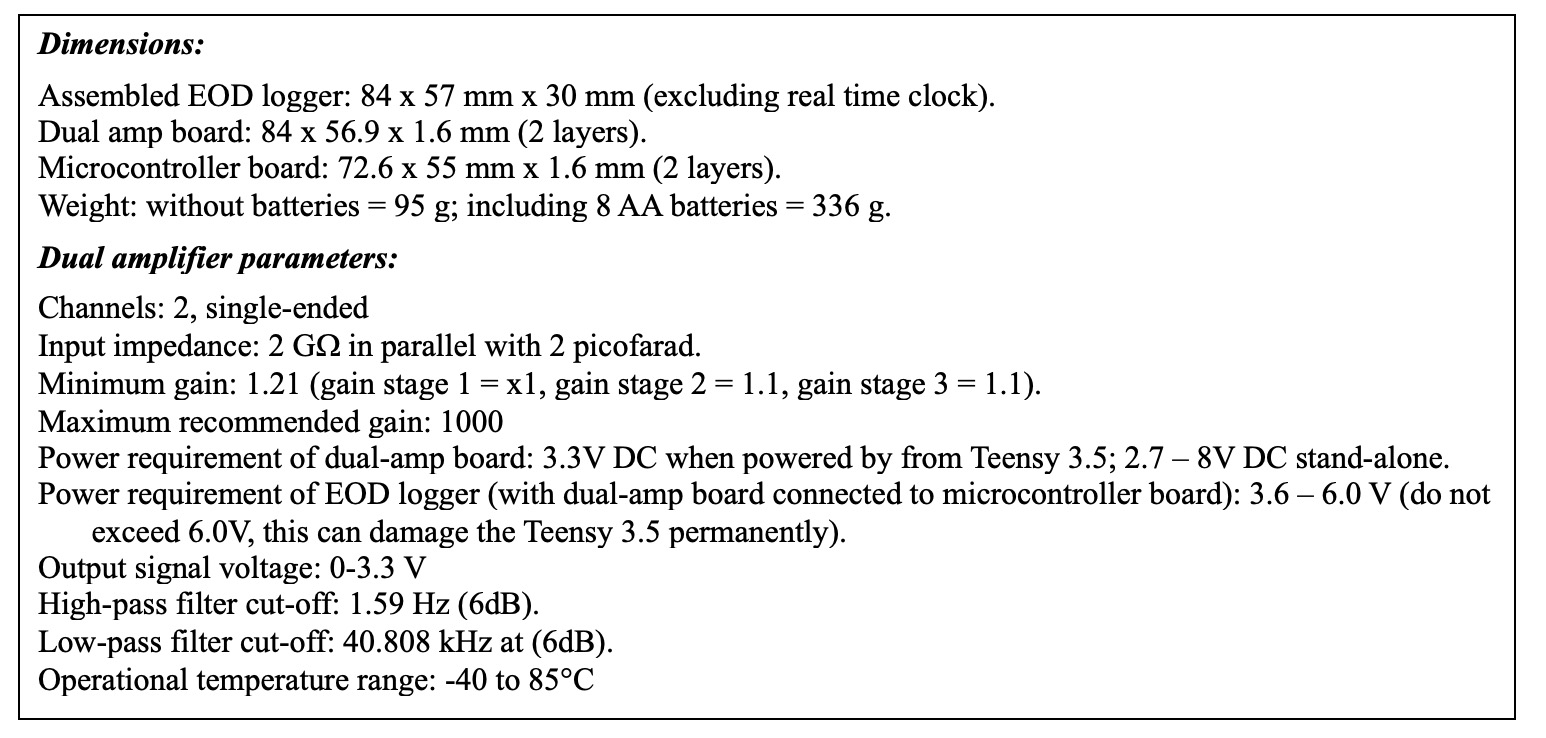 Dimensions:
Assembled EOD logger: 84 x 57 mm x 30 mm (excluding real time clock).
Dual amp board: 84 x 56.9 x 1.6 mm (2 layers).
Microcontroller board: 72.6 x 55 mm x 1.6 mm (2 layers).
Weight: without batteries = 95 g; including 8 AA batteries = 336 g.
Dual amplifier parameters:
Channels: 2, single-ended
Input impedance: 2 GΩ in parallel with 2 picofarad.
Minimum gain: 1.21 (gain stage 1 = x1, gain stage 2 = 1.1, gain stage 3 = 1.1).
Maximum recommended gain: 1000
Power requirement of dual-amp board: 3.3V DC when powered by from Teensy 3.5; 2.7 – 8V DC stand-alone.
Power requirement of EOD logger (with dual-amp board connected to microcontroller board): 3.6 – 6.0 V (do not
exceed 6.0V, this can damage the Teensy 3.5 permanently).
Output signal voltage: 0-3.3 V
High-pass filter cut-off: 1.59 Hz (6dB).
Low-pass filter cut-off: 40.808 kHz at (6dB).
Operational temperature range: -40 to 85°C